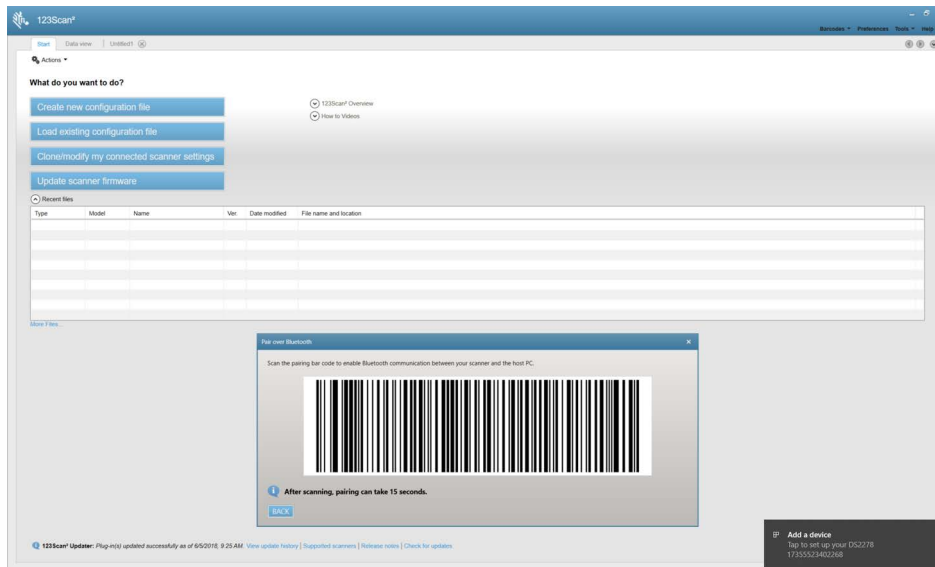 123Scan²
Barcodes Preferences Tools Help
Start Data view Untitled1
Actions
What do you want to do?
Create new configuration file
123Scan² Overview
How to Videos
Load existing configuration file
Clone/modify my connected scanner settings
Update scanner firmware
Recent files
Type Model Name Ver. Date modified File name and location
More Files...
Pair over Bluetooth
Scan the pairing bar code to enable Bluetooth communication between your scanner and the host PC.
After scanning, pairing can take 15 seconds.
BACK
123Scan² Updater: Plug-in(s) updated successfully as of 6/5/2018, 9:25 AM View update history | Supported scanners | Release notes | Check for updates
Add a device
Tap to set up your DS2278
17355523402268